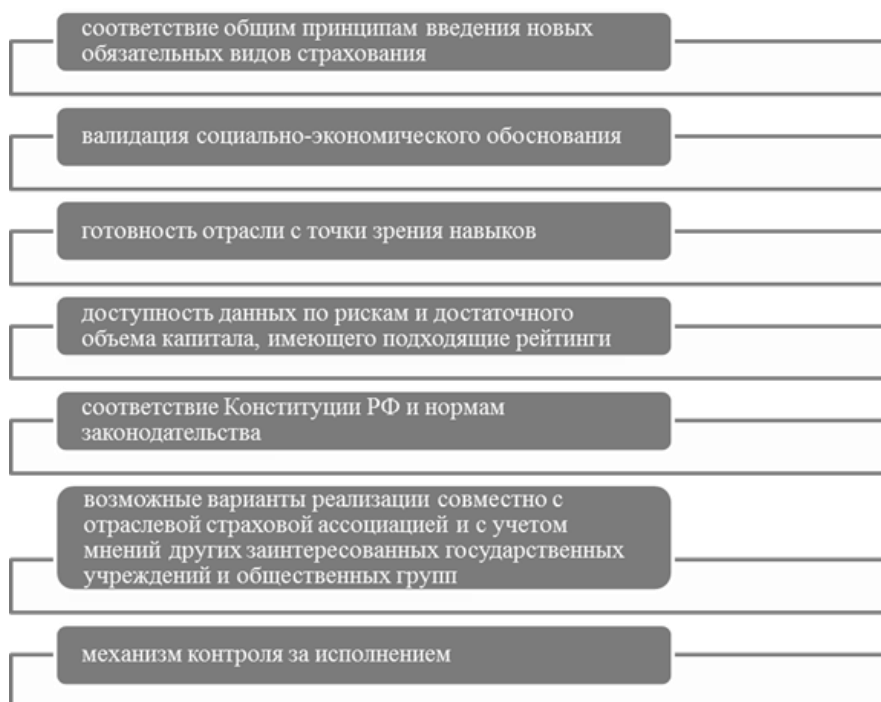 соответствие общим принципам введения новых
обязательных видов страхования
валидация социально-экономического обоснования
готовность отрасли с точки зрения навыков
доступность данных по рискам и достаточного
объема капитала, имеющего подходящие рейтинги
соответствие Конституции РФ и нормам
законодательства
возможные варианты реализации совместно с
отраслевой страховой ассоциацией и с учетом
мнений других заинтересованных государственных
учреждений и общественных групп
механизм контроля за исполнением